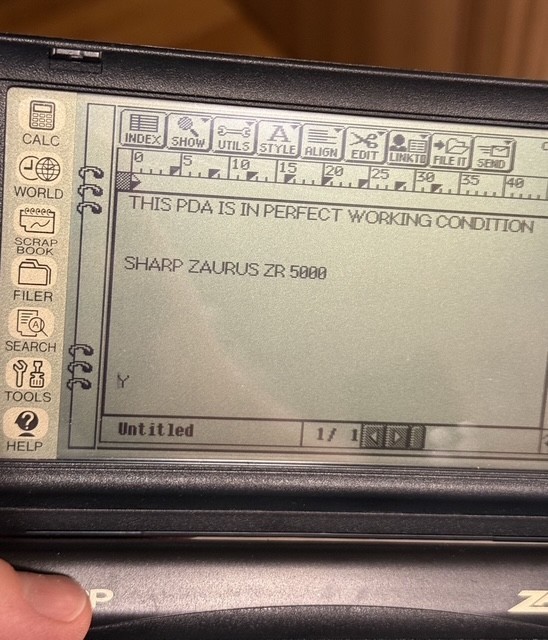 CALC
WORLD
SCRAP
BOOK
FILER
SEARCH
TOOLS
HELP
INDEX SHOW UTILS STYLE ALIGN EDIT LINKTO FILE IT SEND
0 5 10 15 20 25 30 35 40
THIS PDA IS IN PERFECT WORKING CONDITION
SHARP ZAURUS ZR 5000
Y
Untitled 1/ 1